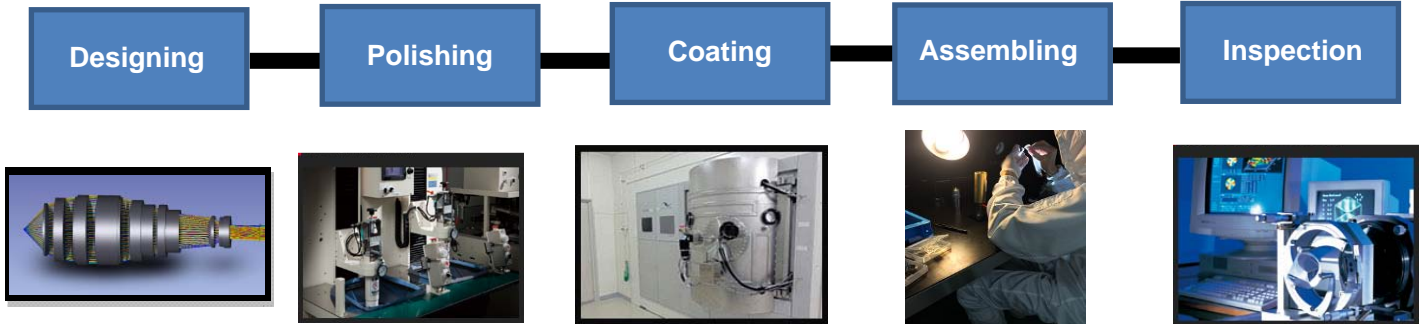 Designing
Polishing
Coating
Assembling
Inspection